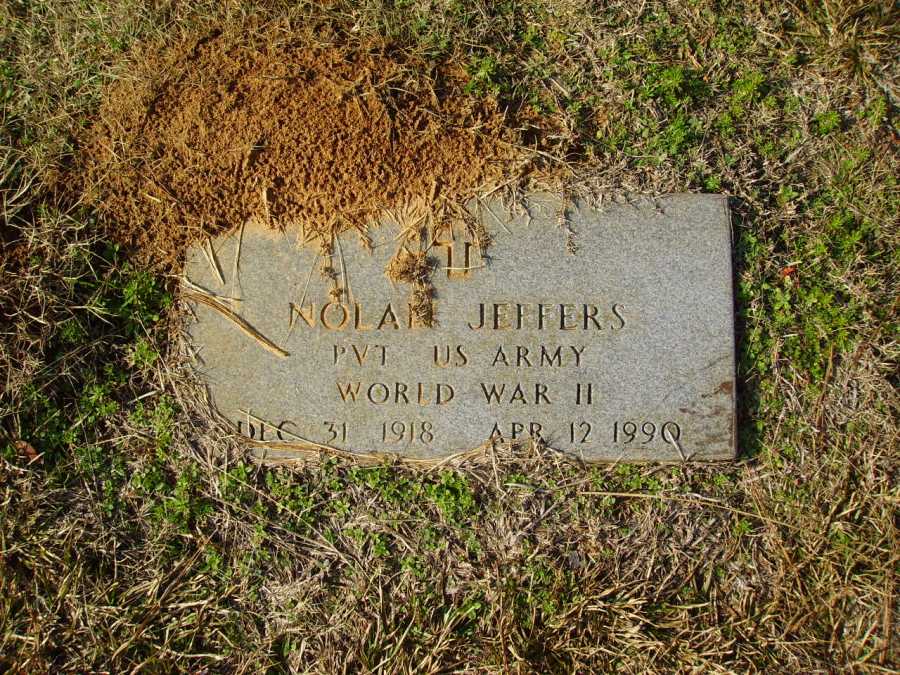 NOLAN JEFFERS
PVT US ARMY
WORLD WAR II
DEC 31 1918 APR 12 1990